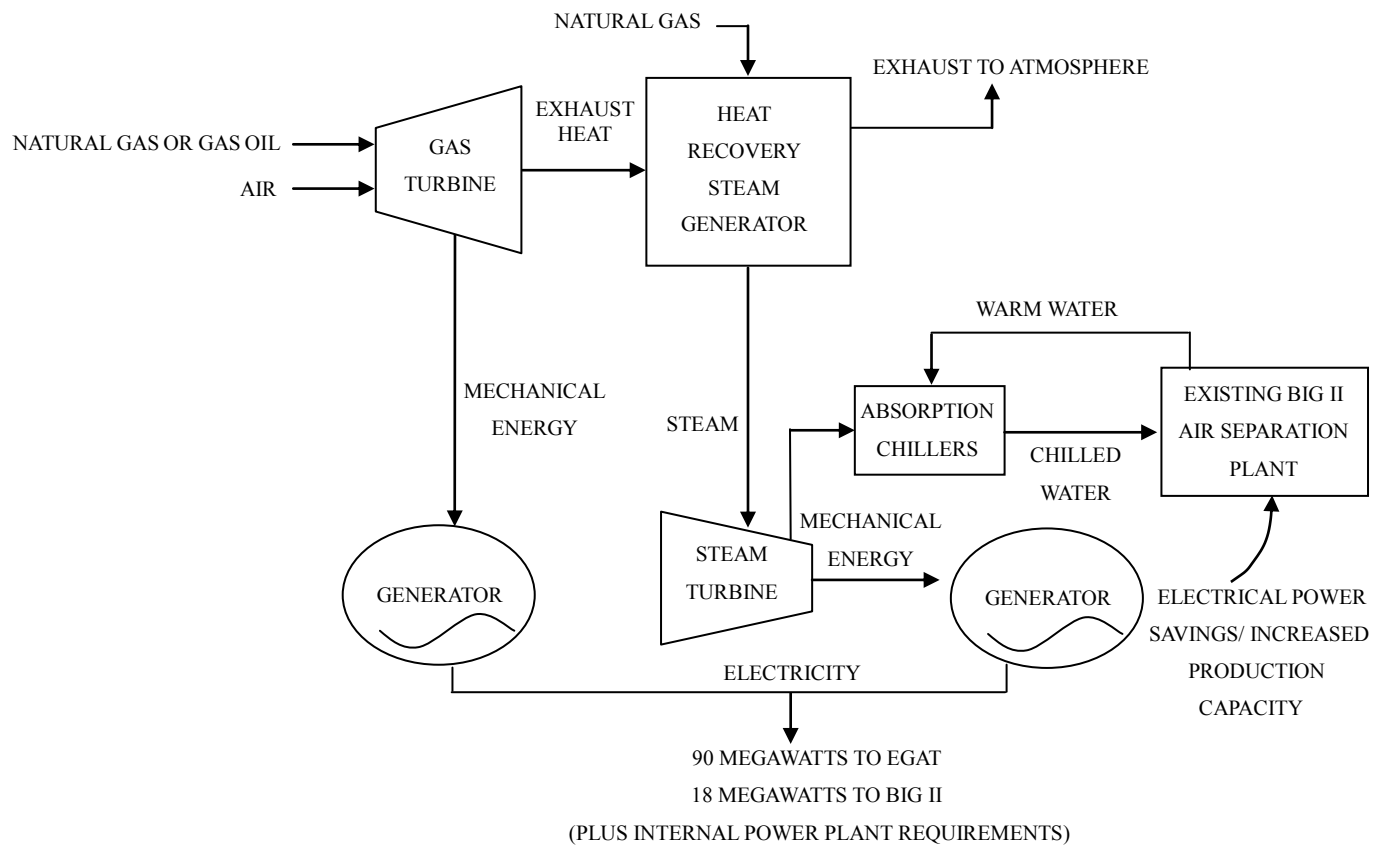 NATURAL GAS
EXHAUST TO ATMOSPHERE
NATURAL GAS OR GAS OIL
AIR
GAS
TURBINE
EXHAUST
HEAT
HEAT
RECOVERY
STEAM
GENERATOR
WARM WATER
MECHANICAL
ENERGY
STEAM
ABSORPTION
CHILLERS
CHILLED
WATER
EXISTING BIG II
AIR SEPARATION
PLANT
STEAM
TURBINE
MECHANICAL
ENERGY
GENERATOR
GENERATOR
ELECTRICAL POWER
SAVINGS/ INCREASED
PRODUCTION
CAPACITY
ELECTRICITY
90 MEGAWATTS TO EGAT
18 MEGAWATTS TO BIG II
(PLUS INTERNAL POWER PLANT REQUIREMENTS)